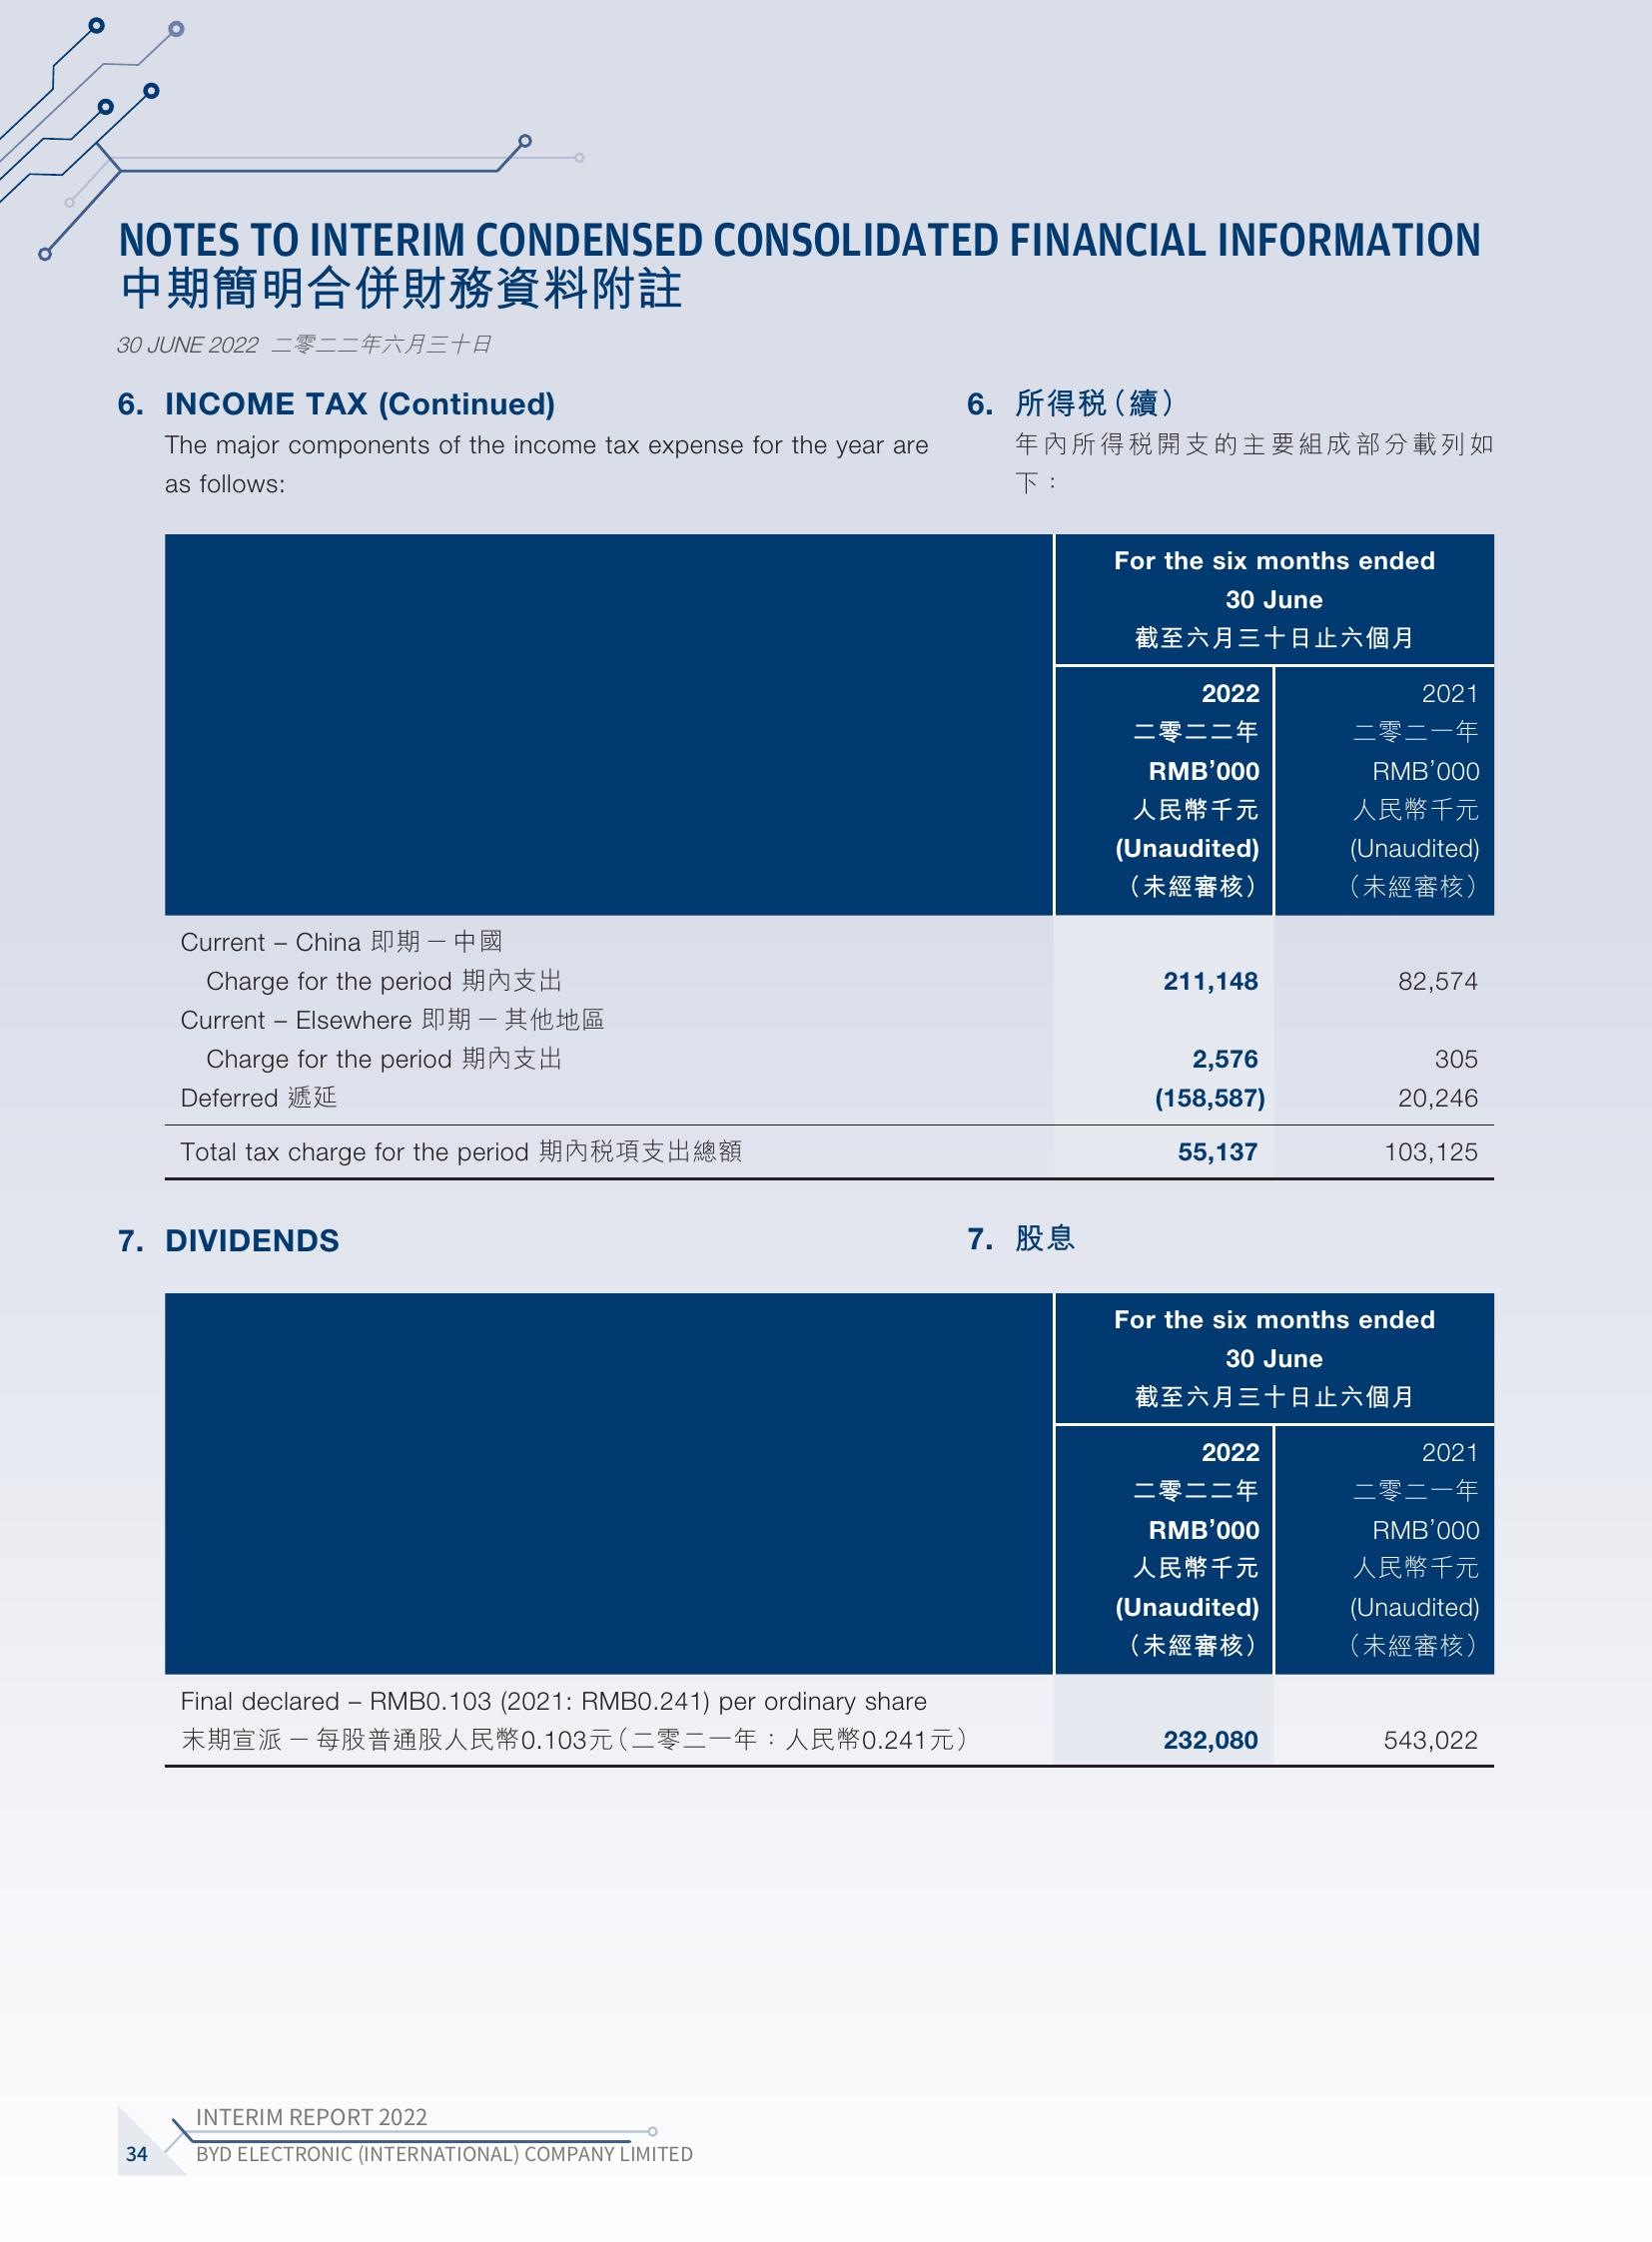 NOTES TO INTERIM CONDENSED CONSOLIDATED FINANCIAL INFORMATION
中期簡明合併財務資料附註
30 JUNE 2022 二零二二年六月三十日
6. INCOME TAX (Continued)
The major components of the income tax expense for the year are
as follows:
6. 所得税（續）
年內所得税開支的主要組成部分載列如
下：
For the six months ended
30 June
截至六月三十日止六個月
2022 2021
二零二二年 二零二一年
RMB’000 RMB’000
人民幣千元 人民幣千元
(Unaudited) (Unaudited)
（未經審核） （未經審核）
Current – China 即期 — 中國
Charge for the period 期內支出 211,148 82,574
Current – Elsewhere 即期 — 其他地區
Charge for the period 期內支出 2,576 305
Deferred 遞延 (158,587) 20,246
Total tax charge for the period 期內税項支出總額 55,137 103,125
7. DIVIDENDS
7. 股息
For the six months ended
30 June
截至六月三十日止六個月
2022 2021
二零二二年 二零二一年
RMB’000 RMB’000
人民幣千元 人民幣千元
(Unaudited) (Unaudited)
（未經審核） （未經審核）
Final declared – RMB0.103 (2021: RMB0.241) per ordinary share
末期宣派 — 每股普通股人民幣0.103元（二零二一年：人民幣0.241元） 232,080 543,022
INTERIM REPORT 2022
34 BYD ELECTRONIC (INTERNATIONAL) COMPANY LIMITED